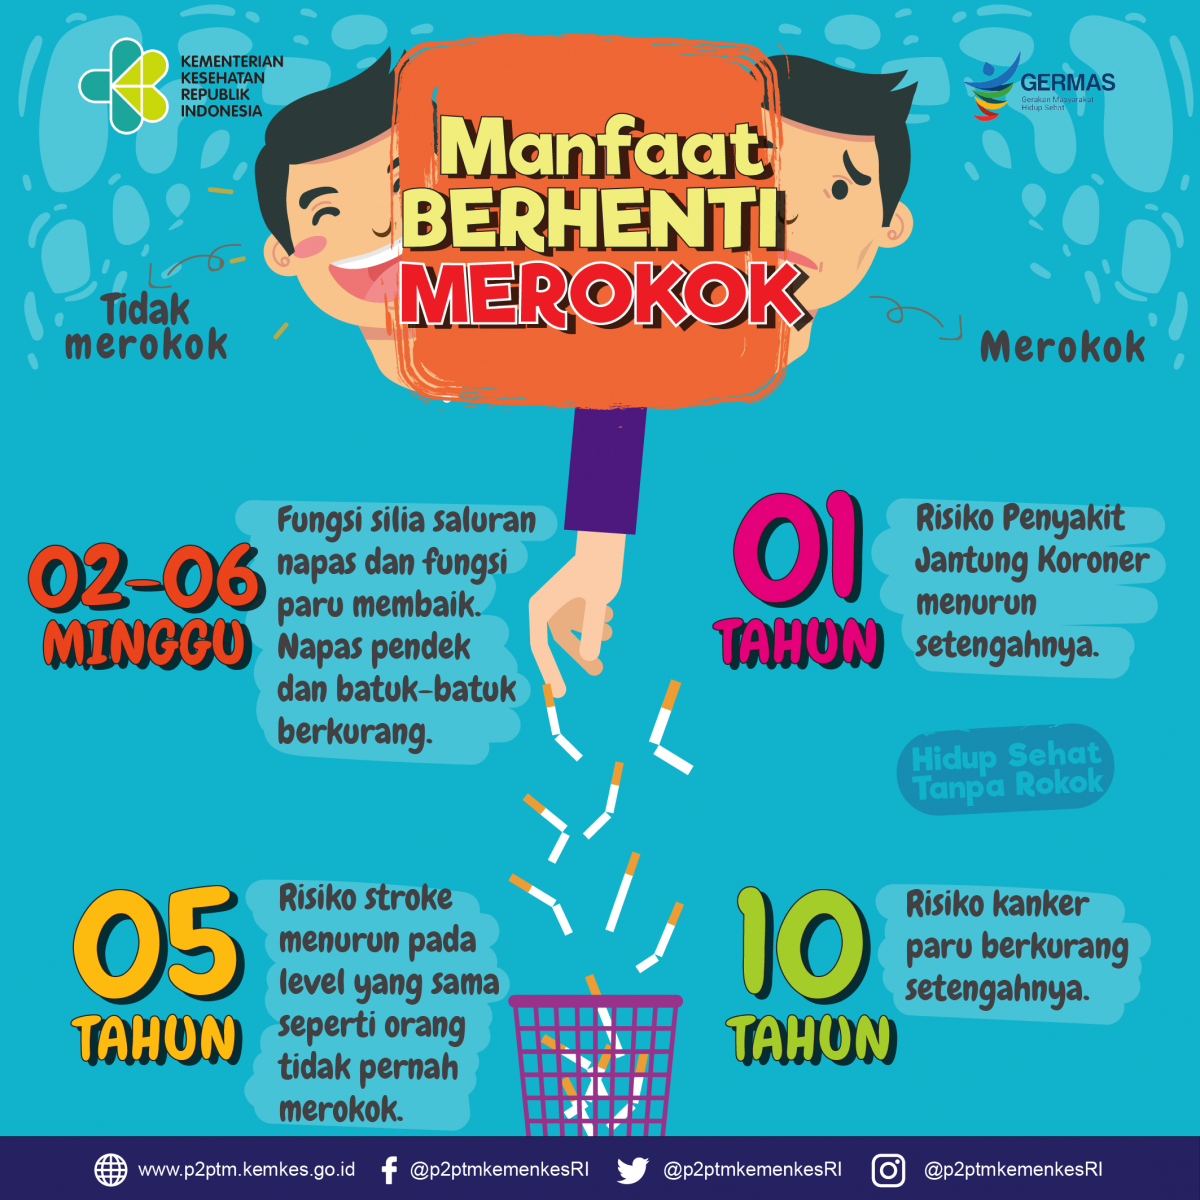 KEMENTERIAN
KESEHATAN
REPUBLIK
INDONESIA
GERMAS
Gerakan Masyarakat
Hidup Sehat
Manfaat
BERHENTI
MEROKOK
Tidak
merokok
Merokok
02-06
MINGGU
Fungsi silia saluran
napas dan fungsi
paru membaik.
Napas pendek
dan batuk-batuk
berkurang.
01
TAHUN
Risiko Penyakit
Jantung Koroner
menurun
setengahnya.
Hidup Sehat
Tanpa Rokok
05
TAHUN
Risiko stroke
menurun pada
level yang sama
seperti orang
tidak pernah
merokok.
10
TAHUN
Risiko kanker
paru berkurang
setengahnya.
www.p2ptm.kemkes.go.id
@p2ptmkemenkesRI
@p2ptmkemenkesRI
@p2ptmkemenkesRI